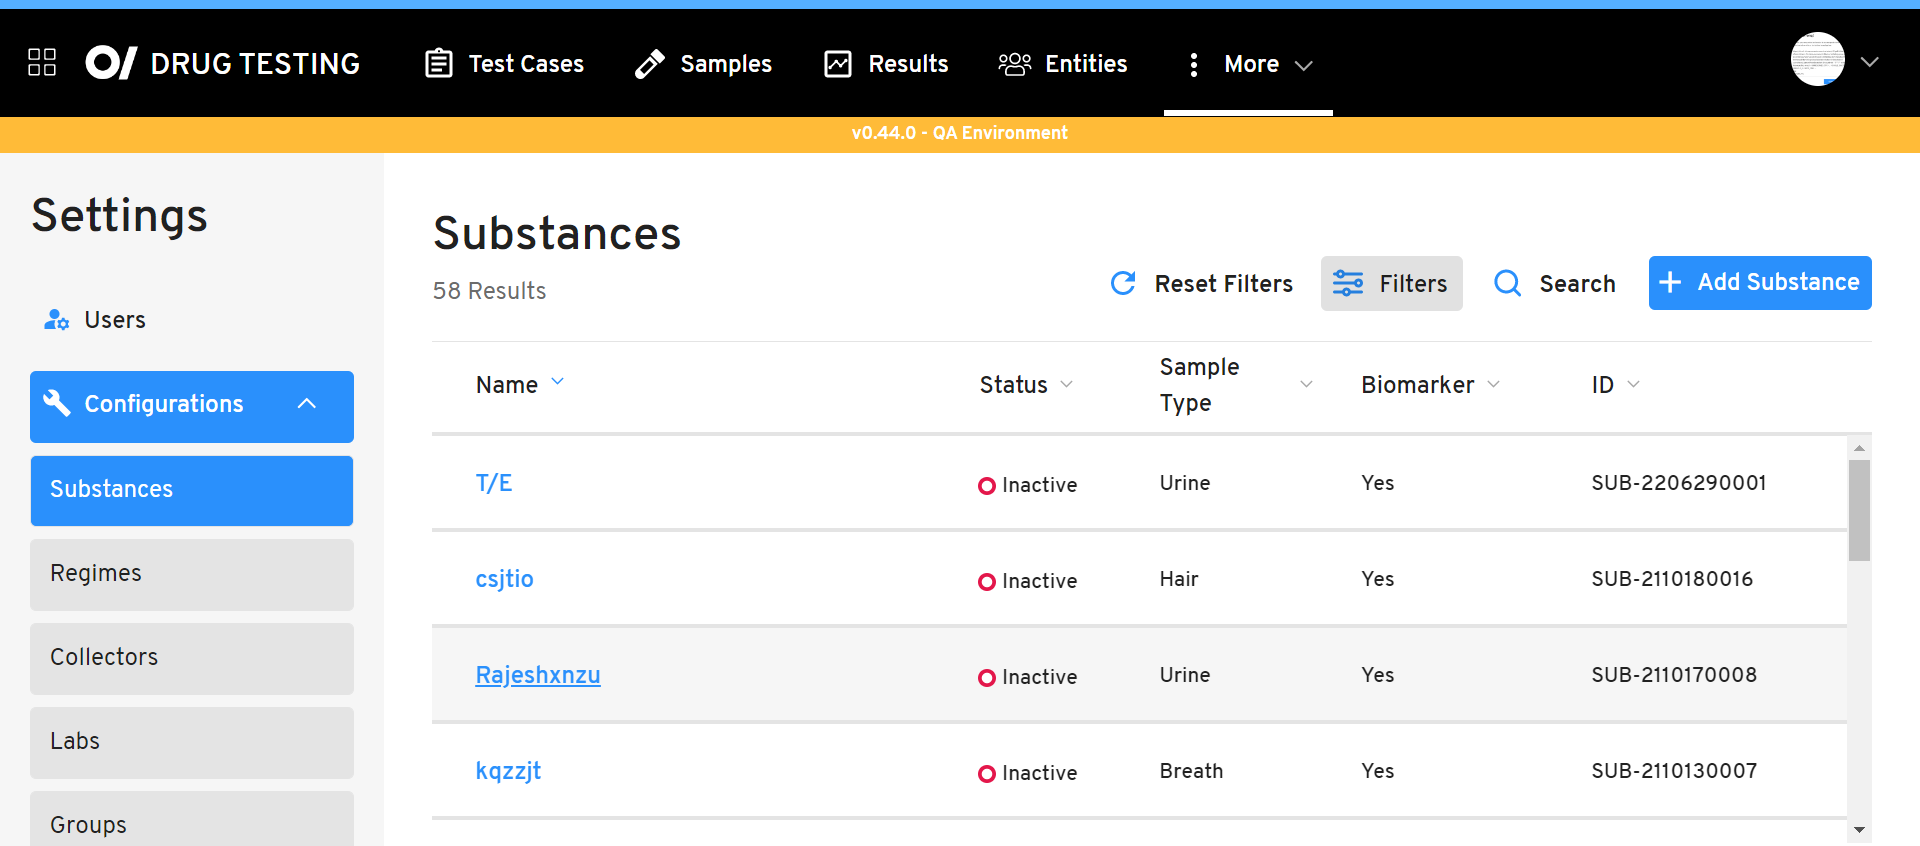 DRUG TESTING
Test Cases
Samples
Results
Entities
More
v0.44.0 - QA Environment
Settings
Users
Configurations
Substances
Regimes
Collectors
Labs
Groups
Substances
58 Results
Reset Filters
Filters
Search
Add Substance
Name Status Sample Type Biomarker ID
T/E Inactive Urine Yes SUB-2206290001
csjtio Inactive Hair Yes SUB-2110180016
Rajeshxnzu Inactive Urine Yes SUB-2110170008
kqzzjt Inactive Breath Yes SUB-2110130007